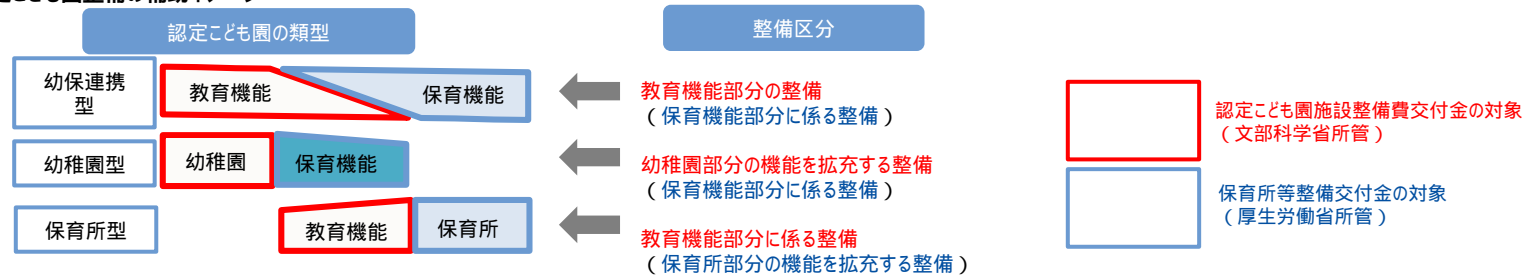 認定こども園の類型
整備区分
幼保連携
型
教育機能
保育機能
教育機能部分の整備
(保育機能部分に係る整備)
幼稚園型
幼稚園
保育機能
幼稚園部分の機能を拡充する整備
(保育機能部分に係る整備)
保育所型
教育機能
保育所
教育機能部分に係る整備
(保育所部分の機能を拡充する整備)
認定こども園施設整備費交付金の対象
(文部科学省所管)
保育所等整備交付金の対象
(厚生労働省所管)